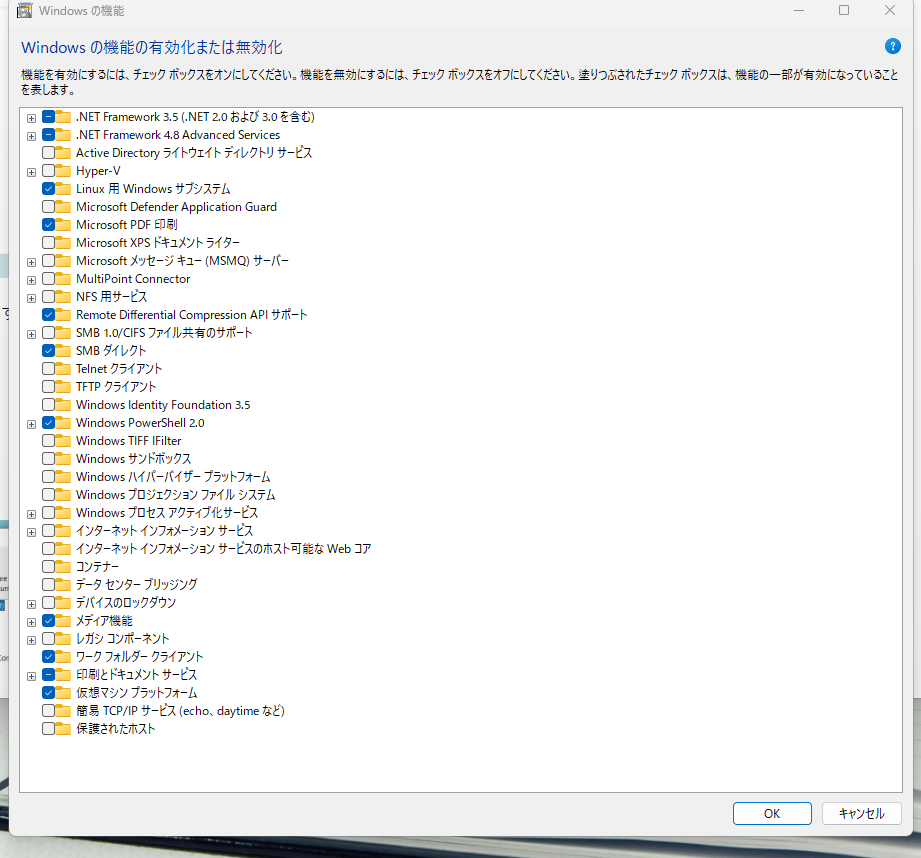 Windows の機能
Windows の機能の有効化または無効化
?
機能を有効にするには、チェック ボックスをオンにしてください。機能を無効にするには、チェック ボックスをオフにしてください。塗りつぶされたチェック ボックスは、機能の一部が有効になっていること
を表します。
.NET Framework 3.5 (.NET 2.0 および 3.0 を含む)
.NET Framework 4.8 Advanced Services
Active Directory ライトウェイト ディレクトリ サービス
Hyper-V
Linux 用 Windows サブシステム
Microsoft Defender Application Guard
Microsoft PDF 印刷
Microsoft XPS ドキュメント ライター
Microsoft メッセージ キュー (MSMQ) サーバー
MultiPoint Connector
NFS 用サービス
Remote Differential Compression API サポート
SMB 1.0/CIFS ファイル共有のサポート
SMB ダイレクト
Telnet クライアント
TFTP クライアント
Windows Identity Foundation 3.5
Windows PowerShell 2.0
Windows TIFF IFilter
Windows サンドボックス
Windows ハイパーバイザー プラットフォーム
Windows プロジェクション ファイル システム
Windows プロセス アクティブ化サービス
インターネット インフォメーション サービス
インターネット インフォメーション サービスのホスト可能な Web コア
コンテナー
データ センター ブリッジング
デバイスのロックダウン
メディア機能
レガシ コンポーネント
ワーク フォルダー クライアント
印刷とドキュメント サービス
仮想マシン プラットフォーム
簡易 TCP/IP サービス (echo、daytime など)
保護されたホスト
OK
キャンセル